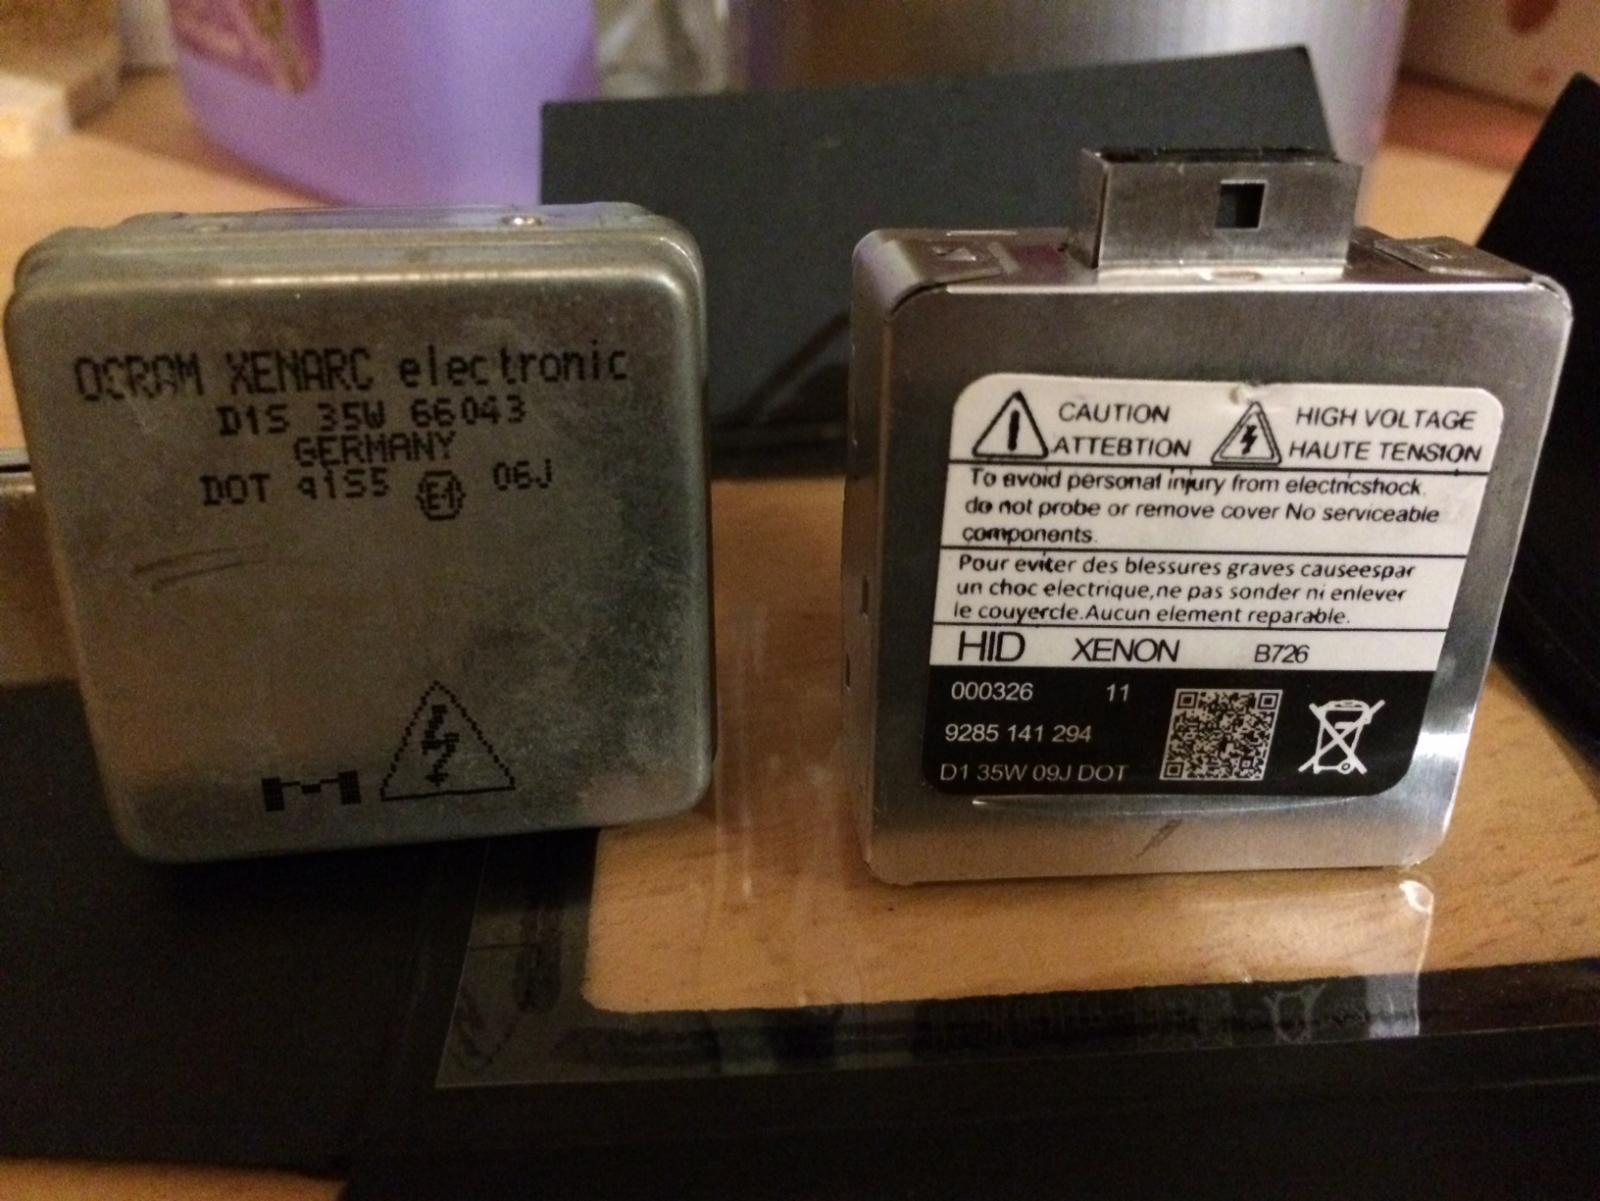 OSRAM XENARC electronic
D1S 35W 66043
GERMANY
DOT q1S5 E1 06J
CAUTION
ATTEBTION
HIGH VOLTAGE
HAUTE TENSION
To avoid personal injury from electricshock.
do not probe or remove cover No serviceable
components.
Pour eviter des blessures graves causeespar
un choc electrique,ne pas sonder ni enlever
le couyercle.Aucun element reparable.
HID XENON B726
000326 11
9285 141 294
D1 35W 09J DOT